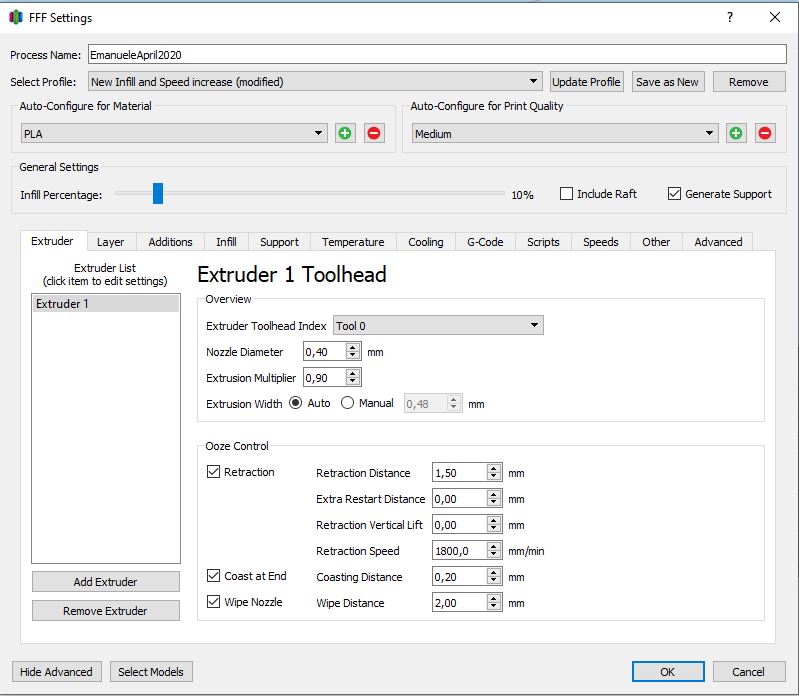 FFF Settings ?
Process Name: EmanueleApril2020
Select Profile: New Infill and Speed increase (modified) Update Profile Save as New Remove
Auto-Configure for Material Auto-Configure for Print Quality
PLA Medium
General Settings
Infill Percentage: 10% Include Raft Generate Support
Extruder Layer Additions Infill Support Temperature Cooling G-Code Scripts Speeds Other Advanced
Extruder List
(click item to edit settings)
Extruder 1
Add Extruder
Remove Extruder
Extruder 1 Toolhead
Overview
Extruder Toolhead Index Tool 0
Nozzle Diameter 0,40 mm
Extrusion Multiplier 0,90
Extrusion Width Auto Manual 0,48 mm
Ooze Control
Retraction Retraction Distance 1,50 mm
Extra Restart Distance 0,00 mm
Retraction Vertical Lift 0,00 mm
Retraction Speed 1800,0 mm/min
Coast at End Coasting Distance 0,20 mm
Wipe Nozzle Wipe Distance 2,00 mm
Hide Advanced Select Models OK Cancel